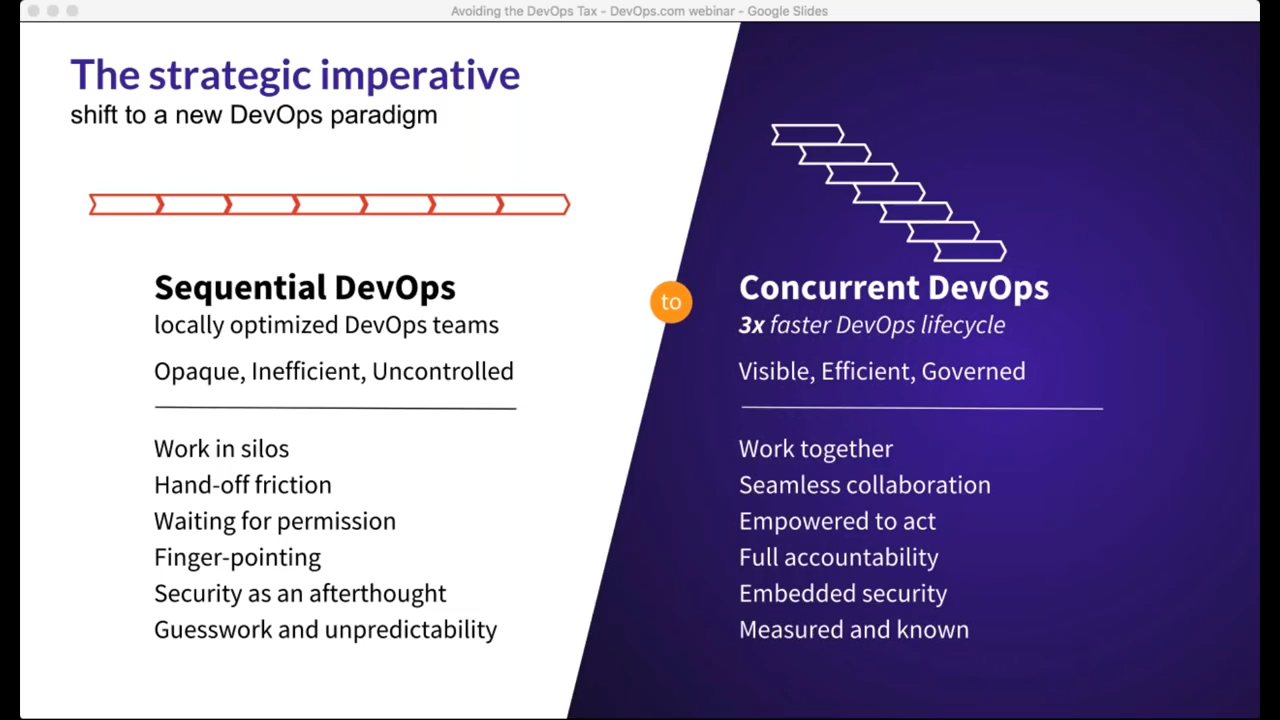 Avoiding the DevOps Tax - DevOps.com webinar - Google Slides
The strategic imperative
shift to a new DevOps paradigm
Sequential DevOps
locally optimized DevOps teams
Opaque, Inefficient, Uncontrolled
Work in silos
Hand-off friction
Waiting for permission
Finger-pointing
Security as an afterthought
Guesswork and unpredictability
to
Concurrent DevOps
3x faster DevOps lifecycle
Visible, Efficient, Governed
Work together
Seamless collaboration
Empowered to act
Full accountability
Embedded security
Measured and known